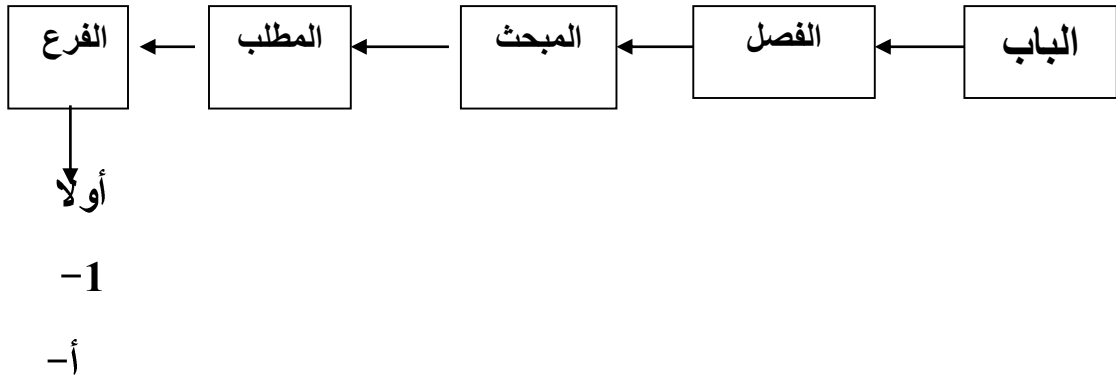 الباب الفصل المبحث المطلب الفرع
أولا
1-
أ-